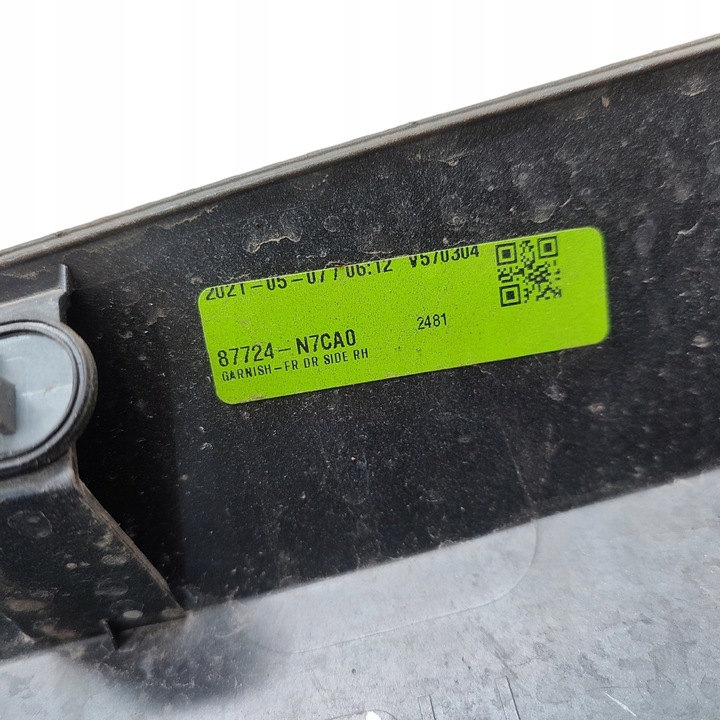 2021-05-07 / 06:12 V570304
2481
87724-N7CA0
GARNISH-FR DR SIDE RH